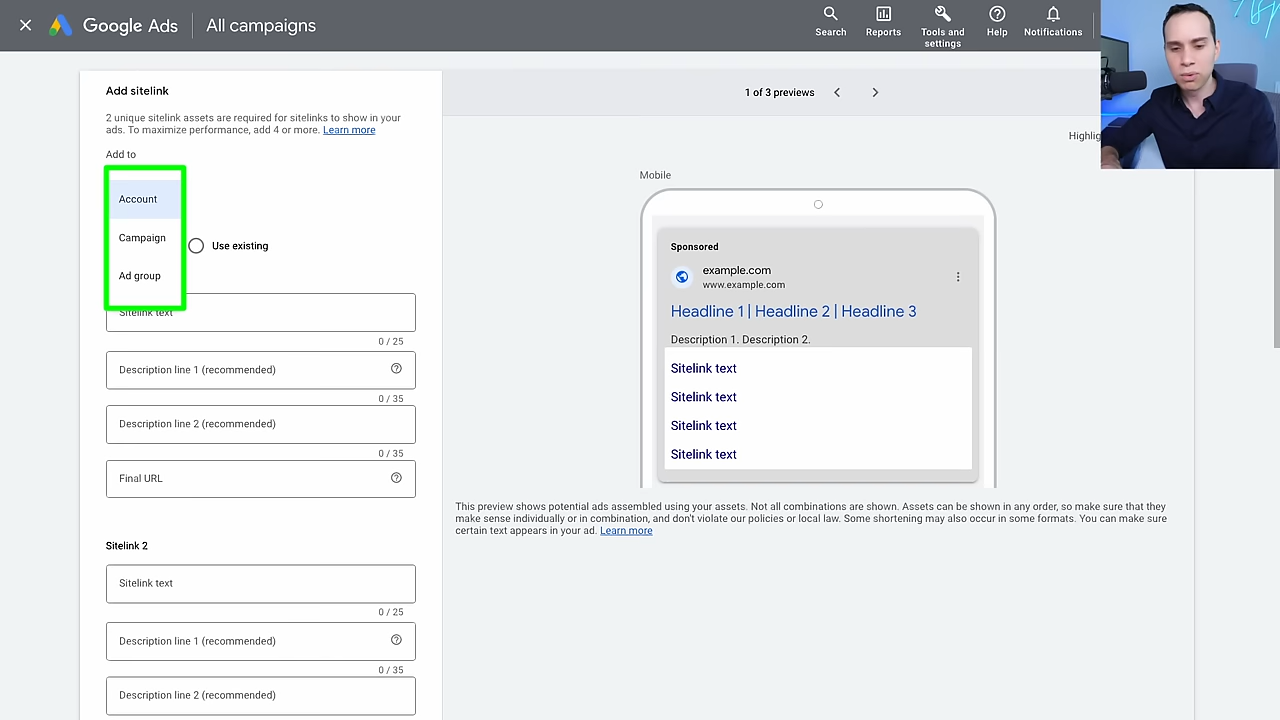 Google Ads
All campaigns
Search
Reports
Tools and
settings
Help
Notifications
Add sitelink
2 unique sitelink assets are required for sitelinks to show in your
ads. To maximize performance, add 4 or more. Learn more
Add to
Account
Campaign
Ad group
Use existing
Sitelink text
0 / 25
Description line 1 (recommended)
0 / 35
Description line 2 (recommended)
0 / 35
Final URL
Sitelink 2
Sitelink text
0 / 25
Description line 1 (recommended)
0 / 35
Description line 2 (recommended)
1 of 3 previews
Mobile
Sponsored
example.com
www.example.com
Headline 1 | Headline 2 | Headline 3
Description 1. Description 2.
Sitelink text
Sitelink text
Sitelink text
Sitelink text
This preview shows potential ads assembled using your assets. Not all combinations are shown. Assets can be shown in any order, so make sure that they
make sense individually or in combination, and don't violate our policies or local law. Some shortening may also occur in some formats. You can make sure
certain text appears in your ad. Learn more